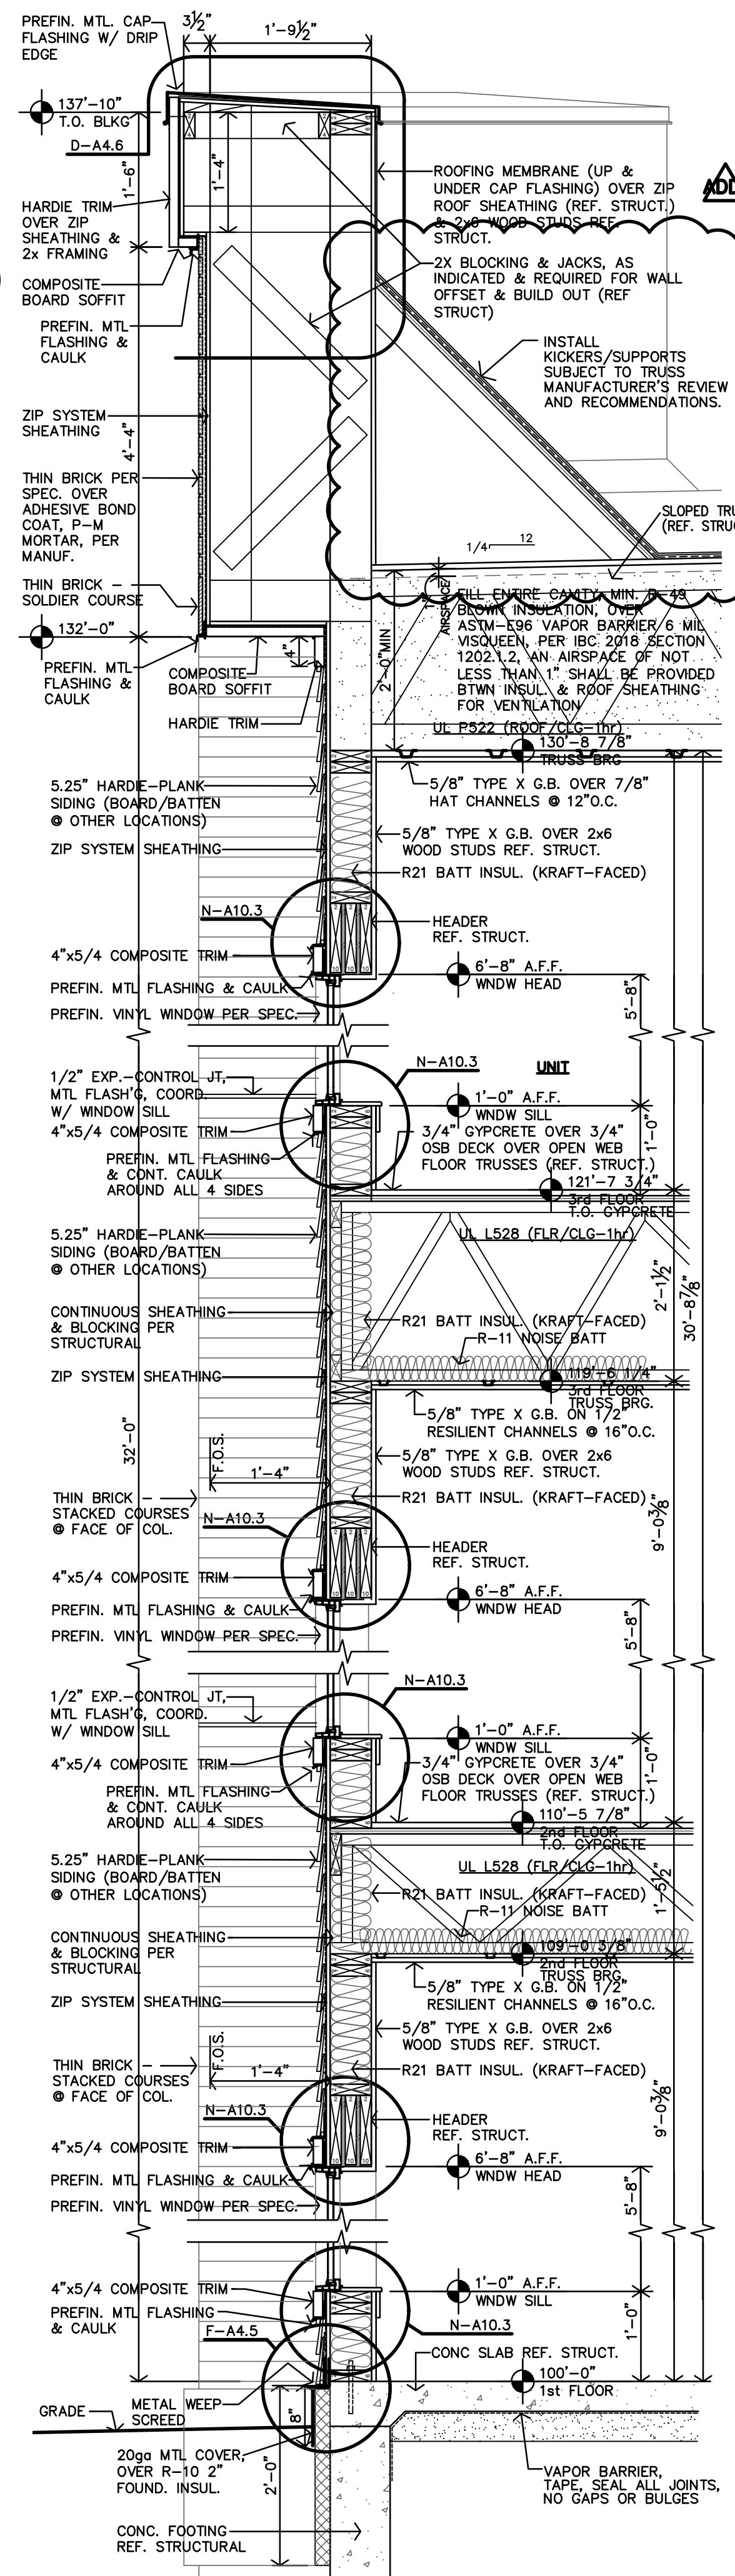 PREFIN. MTL. CAP
FLASHING W/ DRIP
EDGE
3½"
1'-9½"
137'-10"
T.O. BLKG
D-A4.6
1'-6"
1'-4"
HARDIE TRIM
OVER ZIP
SHEATHING &
2x FRAMING
COMPOSITE
BOARD SOFFIT
PREFIN. MTL
FLASHING &
CAULK
ROOFING MEMBRANE (UP &
UNDER CAP FLASHING) OVER ZIP
ROOF SHEATHING (REF. STRUCT.)
& 2x6 WOOD STUDS REF.
STRUCT.
2X BLOCKING & JACKS, AS
INDICATED & REQUIRED FOR WALL
OFFSET & BUILD OUT (REF
STRUCT)
INSTALL
KICKERS/SUPPORTS
SUBJECT TO TRUSS
MANUFACTURER'S REVIEW
AND RECOMMENDATIONS.
ZIP SYSTEM
SHEATHING
4'-4"
THIN BRICK PER
SPEC. OVER
ADHESIVE BOND
COAT, P-M
MORTAR, PER
MANUF.
THIN BRICK -
SOLDIER COURSE
132'-0"
PREFIN. MTL
FLASHING &
CAULK
COMPOSITE
BOARD SOFFIT
4"
HARDIE TRIM
SLOPED
(REF.
12
1/4"
1"
AIRSPACE
2'-0"MIN
FILL ENTIRE CAVITY MIN. R-49
BLOWN INSULATION, OVER
ASTM-E96 VAPOR BARRIER 6 MIL
VISQUEEN, PER IBC 2018 SECTION
1202.1.2, AN AIRSPACE OF NOT
LESS THAN 1" SHALL BE PROVIDED
BTWN INSUL. & ROOF SHEATHING
FOR VENTILATION
UL P522 (ROOF/CLG-1hr)
130'-8 7/8"
TRUSS BRG
5.25" HARDIE-PLANK
SIDING (BOARD/BATTEN
@ OTHER LOCATIONS)
ZIP SYSTEM SHEATHING
5/8" TYPE X G.B. OVER 7/8"
HAT CHANNELS @ 12"O.C.
5/8" TYPE X G.B. OVER 2x6
WOOD STUDS REF. STRUCT.
R21 BATT INSUL. (KRAFT-FACED)
N-A10.3
HEADER
REF. STRUCT.
4"x5/4 COMPOSITE TRIM
PREFIN. MTL FLASHING & CAULK
PREFIN. VINYL WINDOW PER SPEC.
6'-8" A.F.F.
WNDW HEAD
5'-8"
N-A10.3
UNIT
1/2" EXP.-CONTROL JT,
MTL FLASH'G, COORD.
W/ WINDOW SILL
4"x5/4 COMPOSITE TRIM
PREFIN. MTL FLASHING
& CONT. CAULK
AROUND ALL 4 SIDES
1'-0" A.F.F.
WNDW SILL
1'-0"
3/4" GYPCRETE OVER 3/4"
OSB DECK OVER OPEN WEB
FLOOR TRUSSES (REF. STRUCT.)
121'-7 3/4"
3rd FLOOR
T.O. GYPCRETE
5.25" HARDIE-PLANK
SIDING (BOARD/BATTEN
@ OTHER LOCATIONS)
UL L528 (FLR/CLG-1hr)
2'-1½"
30'-8⅞"
CONTINUOUS SHEATHING
& BLOCKING PER
STRUCTURAL
R21 BATT INSUL. (KRAFT-FACED)
R-11 NOISE BATT
ZIP SYSTEM SHEATHING
119'-6 1/4"
3rd FLOOR
TRUSS BRG.
5/8" TYPE X G.B. ON 1/2"
RESILIENT CHANNELS @ 16"O.C.
32'-0"
F.O.S.
1'-4"
5/8" TYPE X G.B. OVER 2x6
WOOD STUDS REF. STRUCT.
R21 BATT INSUL. (KRAFT-FACED)
9'-0⅜"
THIN BRICK -
STACKED COURSES
@ FACE OF COL.
N-A10.3
HEADER
REF. STRUCT.
4"x5/4 COMPOSITE TRIM
PREFIN. MTL FLASHING & CAULK
PREFIN. VINYL WINDOW PER SPEC.
6'-8" A.F.F.
WNDW HEAD
5'-8"
N-A10.3
1/2" EXP.-CONTROL JT,
MTL FLASH'G, COORD.
W/ WINDOW SILL
4"x5/4 COMPOSITE TRIM
PREFIN. MTL FLASHING
& CONT. CAULK
AROUND ALL 4 SIDES
1'-0" A.F.F.
WNDW SILL
1'-0"
3/4" GYPCRETE OVER 3/4"
OSB DECK OVER OPEN WEB
FLOOR TRUSSES (REF. STRUCT.)
110'-5 7/8"
2nd FLOOR
T.O. GYPCRETE
5.25" HARDIE-PLANK
SIDING (BOARD/BATTEN
@ OTHER LOCATIONS)
UL L528 (FLR/CLG-1hr)
1'-5½"
R21 BATT INSUL. (KRAFT-FACED)
R-11 NOISE BATT
CONTINUOUS SHEATHING
& BLOCKING PER
STRUCTURAL
109'-0 3/8"
2nd FLOOR
TRUSS BRG.
ZIP SYSTEM SHEATHING
5/8" TYPE X G.B. ON 1/2"
RESILIENT CHANNELS @ 16"O.C.
F.O.S.
1'-4"
5/8" TYPE X G.B. OVER 2x6
WOOD STUDS REF. STRUCT.
R21 BATT INSUL. (KRAFT-FACED)
9'-0⅜"
THIN BRICK -
STACKED COURSES
@ FACE OF COL.
N-A10.3
HEADER
REF. STRUCT.
4"x5/4 COMPOSITE TRIM
PREFIN. MTL FLASHING & CAULK
PREFIN. VINYL WINDOW PER SPEC.
6'-8" A.F.F.
WNDW HEAD
5'-8"
4"x5/4 COMPOSITE TRIM
PREFIN. MTL FLASHING
& CAULK
1'-0" A.F.F.
WNDW SILL
1'-0"
N-A10.3
F-A4.5
CONC SLAB REF. STRUCT.
100'-0"
1st FLOOR
GRADE
METAL WEEP
SCREED
8"
2'-0"
20ga MTL COVER,
OVER R-10 2"
FOUND. INSUL.
VAPOR BARRIER,
TAPE, SEAL ALL JOINTS,
NO GAPS OR BULGES
CONC. FOOTING
REF. STRUCTURAL